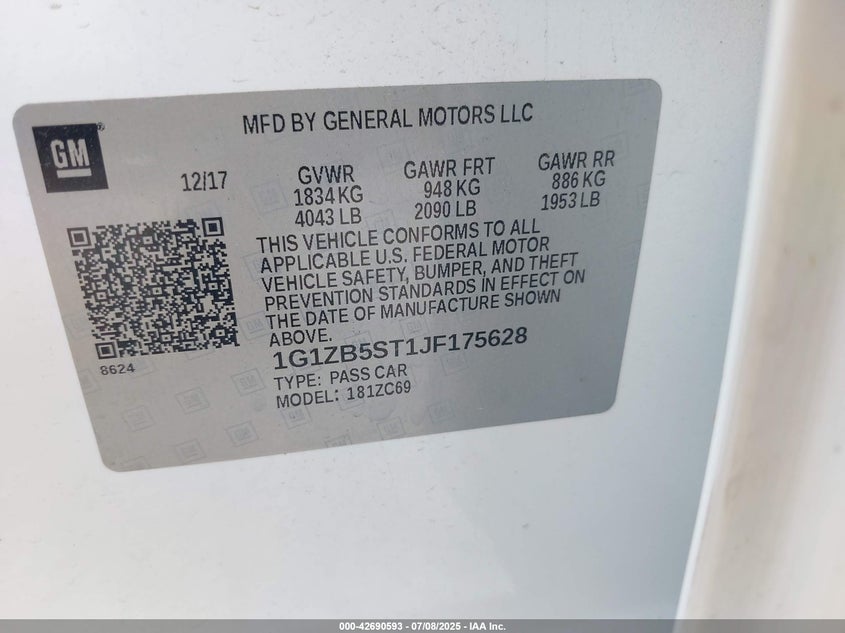 MFD BY GENERAL MOTORS LLC
GM
®
12/17
GVWR GAWR FRT GAWR RR
1834 KG 948 KG 886 KG
4043 LB 2090 LB 1953 LB
THIS VEHICLE CONFORMS TO ALL
APPLICABLE U.S. FEDERAL MOTOR
VEHICLE SAFETY, BUMPER, AND THEFT
PREVENTION STANDARDS IN EFFECT ON
THE DATE OF MANUFACTURE SHOWN
ABOVE.
1G1ZB5ST1JF175628
8624
TYPE: PASS CAR
MODEL: 181ZC69
000-42690593 - 07/08/2025 - IAA Inc.